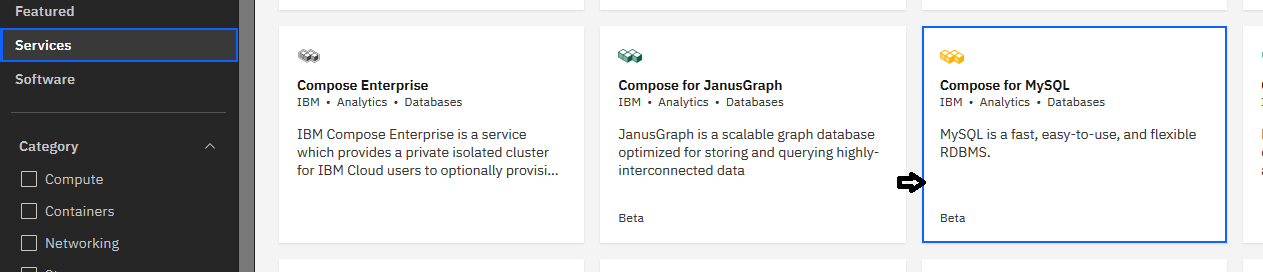 Featured
Services
Software
Category
Compute
Containers
Networking
Compose Enterprise
IBM • Analytics • Databases
IBM Compose Enterprise is a service
which provides a private isolated cluster
for IBM Cloud users to optionally provisi...
Compose for JanusGraph
IBM • Analytics • Databases
JanusGraph is a scalable graph database
optimized for storing and querying highly-
interconnected data
Beta
Compose for MySQL
IBM • Analytics • Databases
MySQL is a fast, easy-to-use, and flexible
RDBMS.
Beta